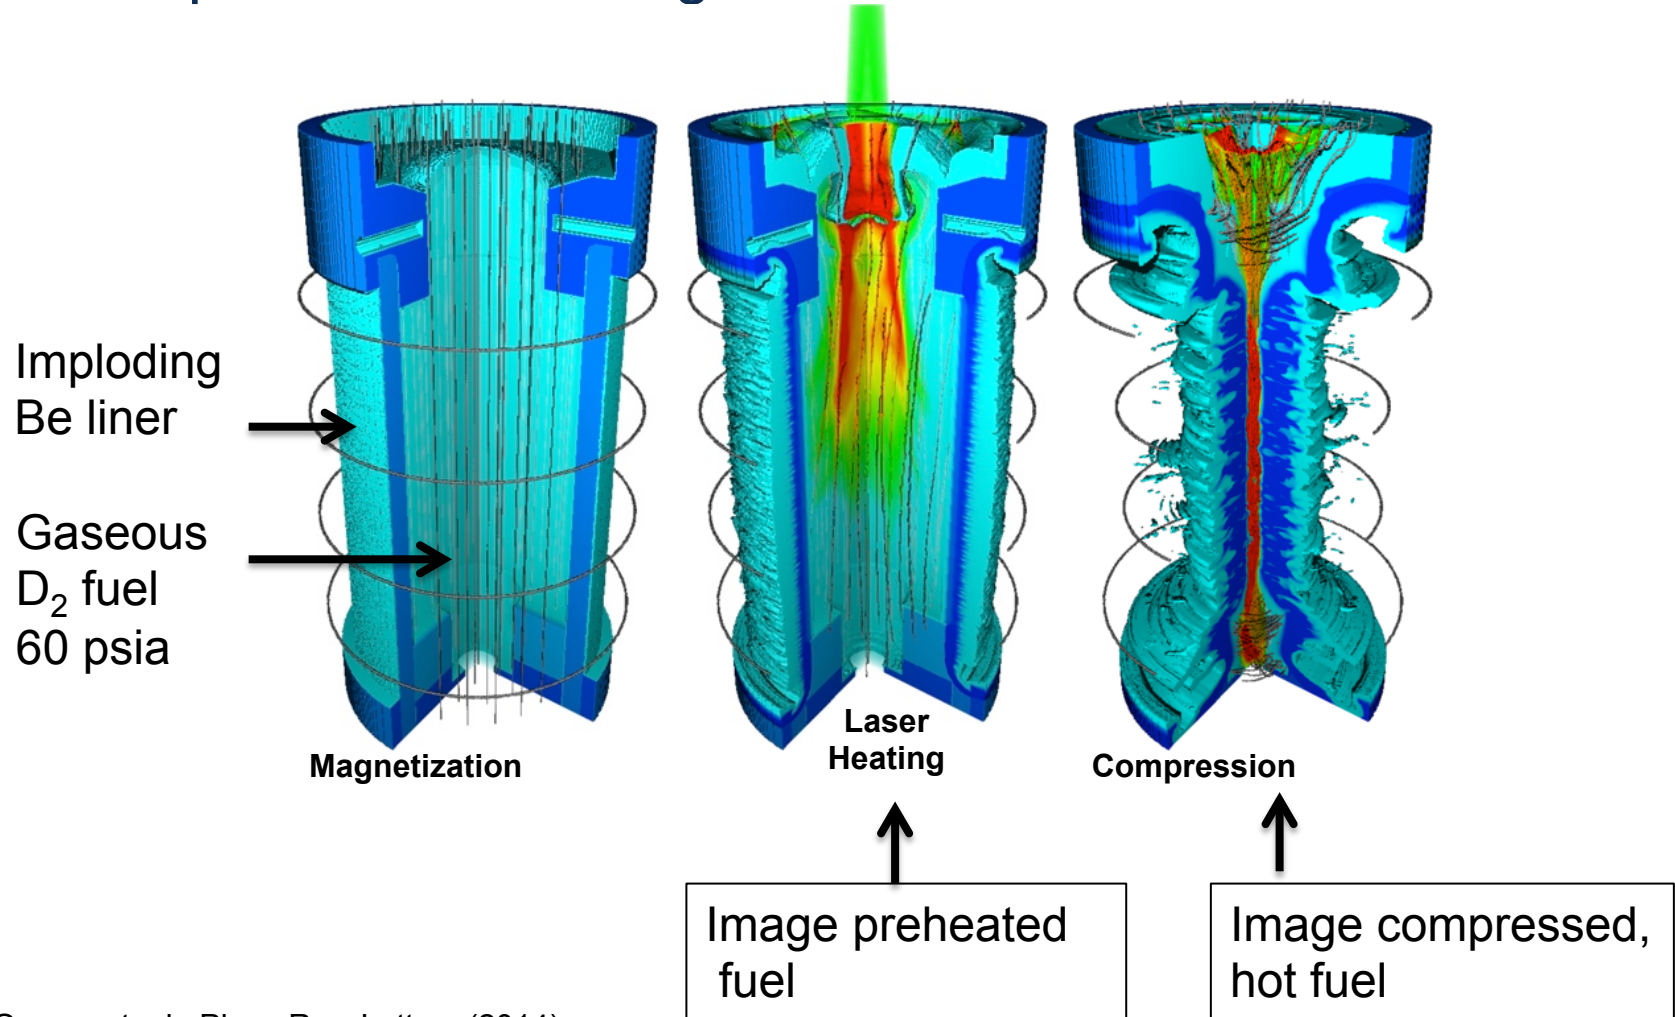 Imploding
Be liner
Gaseous
D2 fuel
60 psia
Magnetization
Laser
Heating
Compression
Image preheated
fuel
Image compressed,
hot fuel